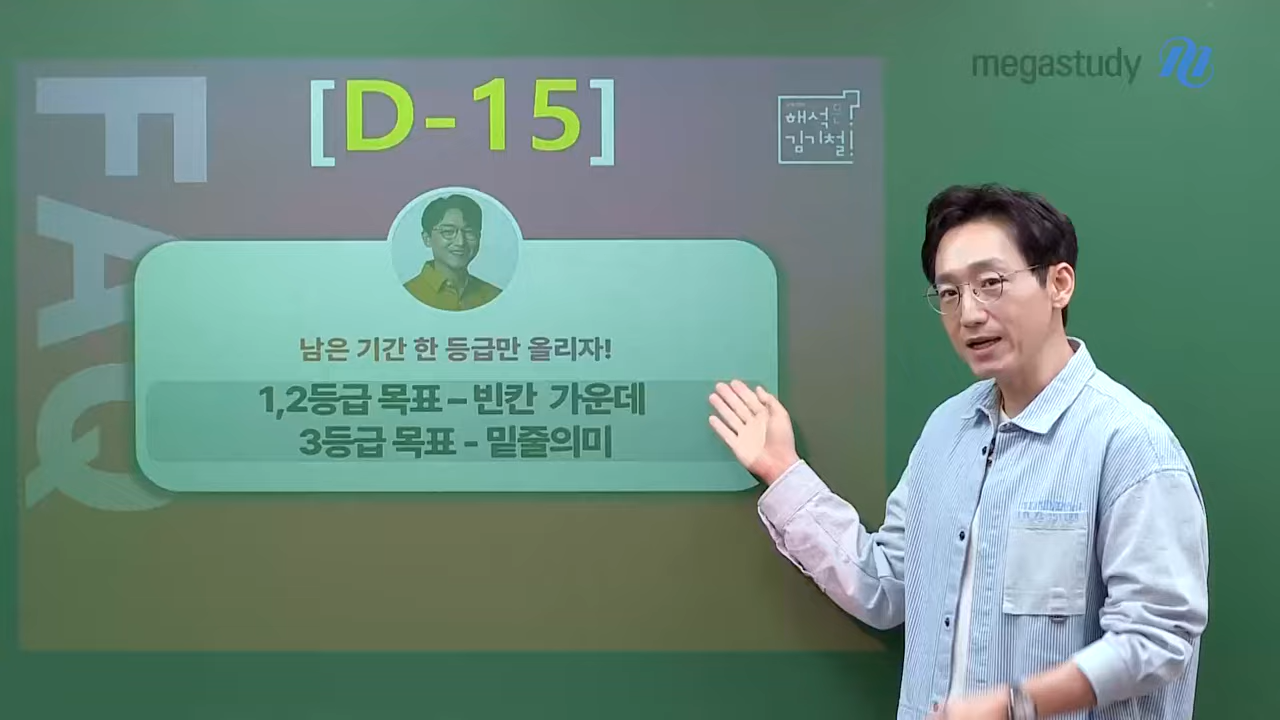 megastudy
[D-15]
해석은!
김기철!
FAQ
남은 기간 한 등급만 올리자!
1,2등급 목표 – 빈칸 가운데
3등급 목표 - 밑줄의미